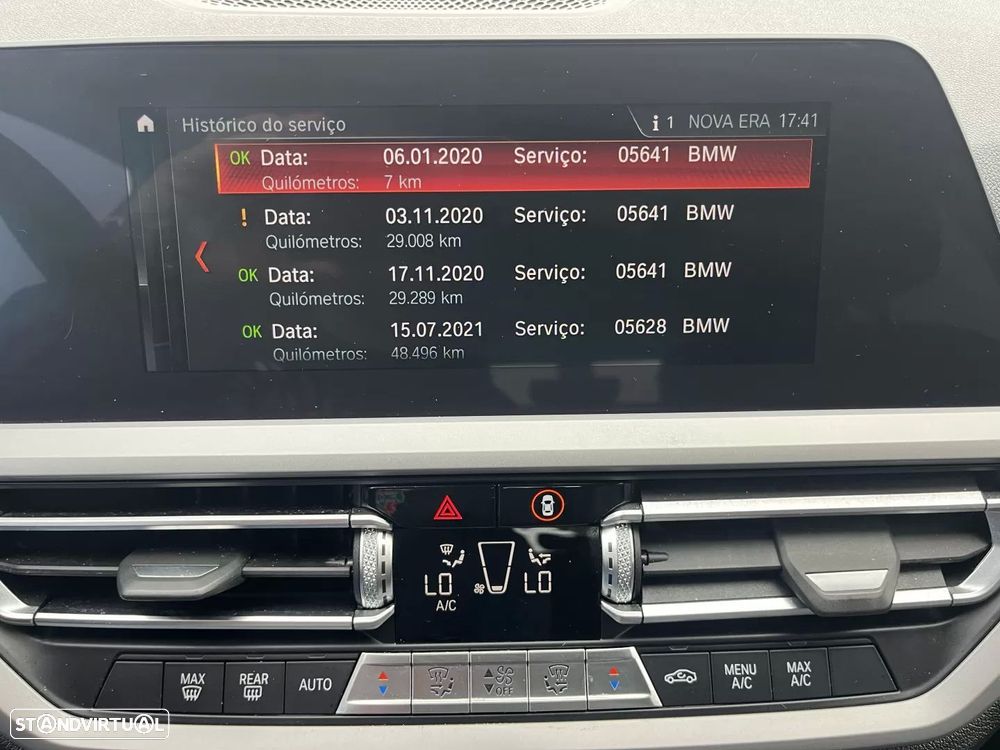 Histórico do serviço
1 NOVA ERA 17:41
OK Data: 06.01.2020 Serviço: 05641 BMW
Quilómetros: 7 km
! Data: 03.11.2020 Serviço: 05641 BMW
Quilómetros: 29.008 km
OK Data: 17.11.2020 Serviço: 05641 BMW
Quilómetros: 29.289 km
OK Data: 15.07.2021 Serviço: 05628 BMW
Quilómetros: 48.496 km
LO LO
A/C
MAX
REAR
AUTO
OFF
MENU
A/C
MAX
A/C
STANDVIRTUAL